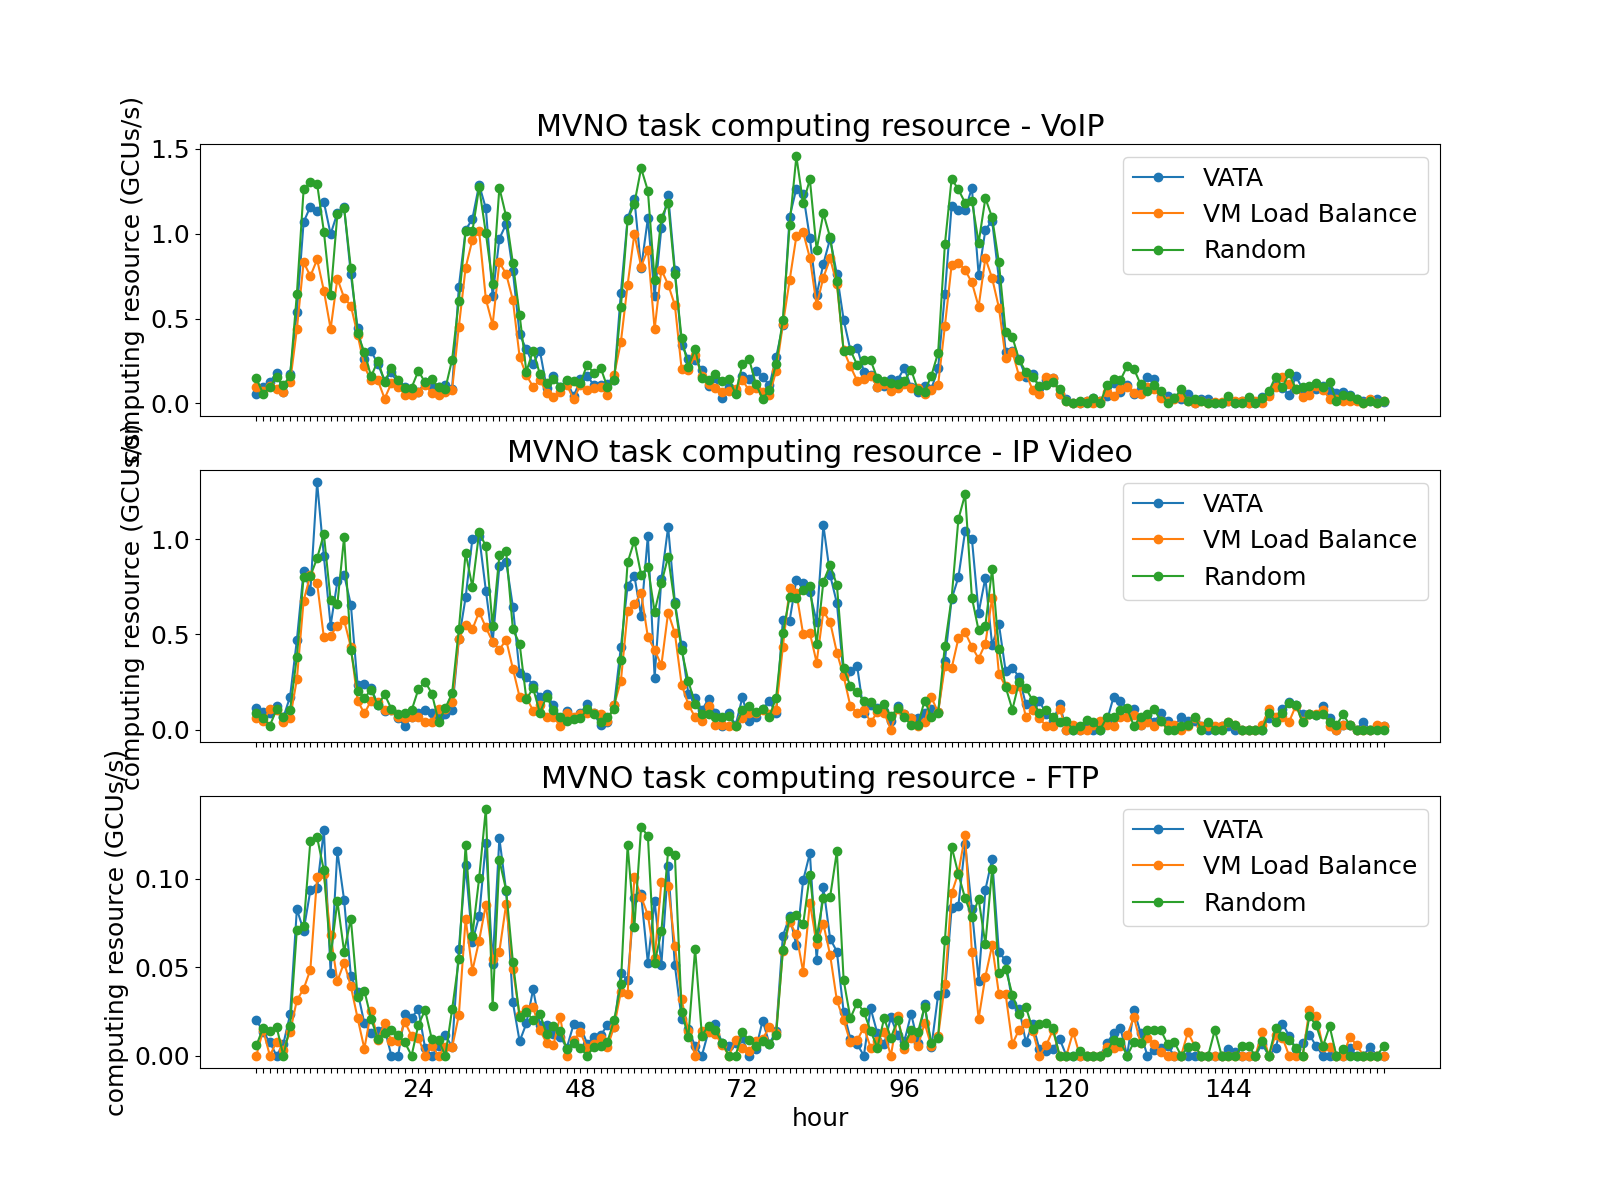 MVNO task computing resource - VoIP
computing resource (GCUs/s)
1.5
1.0
0.5
0.0
VATA
VM Load Balance
Random
MVNO task computing resource - IP Video
computing resource (GCUs/s)
1.0
0.5
0.0
VATA
VM Load Balance
Random
MVNO task computing resource - FTP
computing resource (GCUs/s)
0.10
0.05
0.00
VATA
VM Load Balance
Random
24 48 72 96 120 144
hour